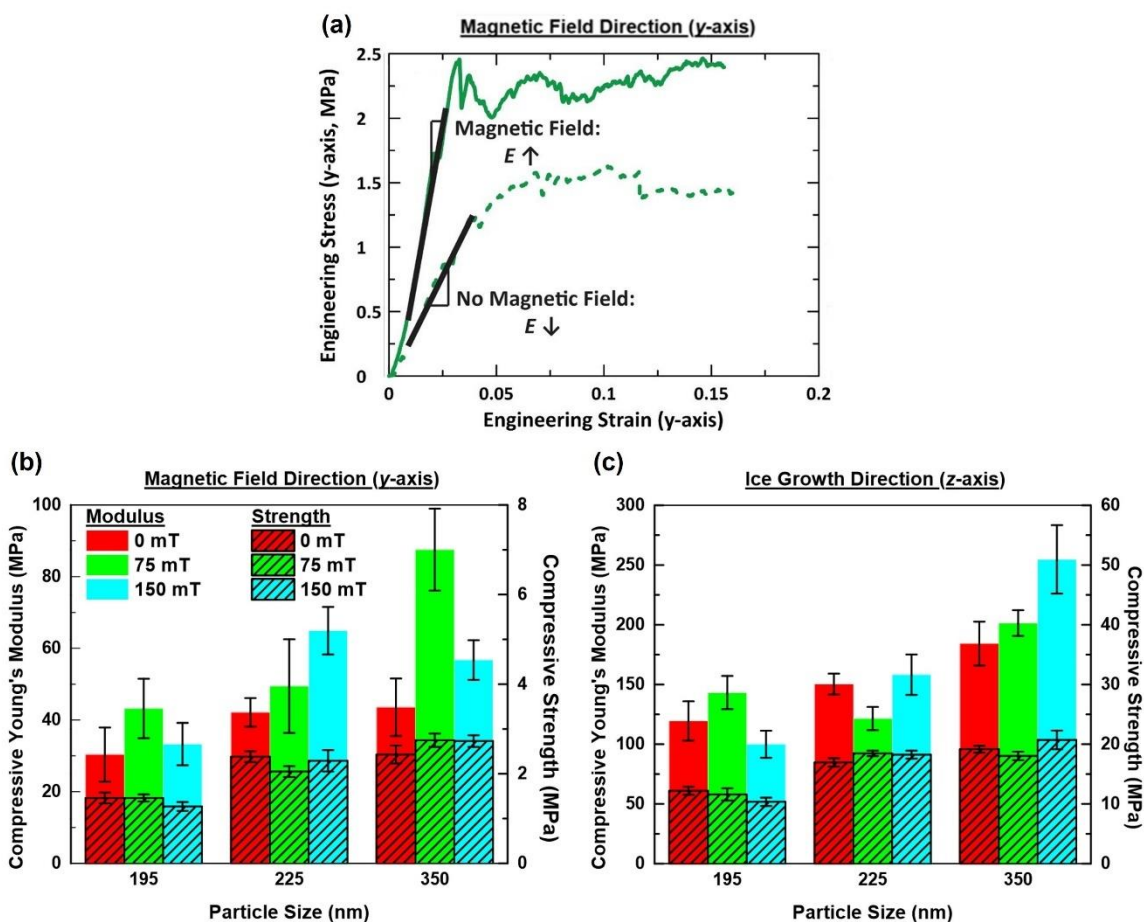 (a)
Magnetic Field Direction (y-axis)
Engineering Stress (y-axis, MPa)
2.5
2
1.5
1
0.5
0
Magnetic Field:
E ↑
No Magnetic Field:
E ↓
0 0.05 0.1 0.15 0.2
Engineering Strain (y-axis)
(b)
Magnetic Field Direction (y-axis)
Compressive Young's Modulus (MPa)
100
80
60
40
20
0
Modulus Strength
0 mT 0 mT
75 mT 75 mT
150 mT 150 mT
8
6
4
2
0
Compressive Strength (MPa)
195 225 350
Particle Size (nm)
(c)
Ice Growth Direction (z-axis)
Compressive Young's Modulus (MPa)
300
250
200
150
100
50
0
60
50
40
30
20
10
0
Compressive Strength (MPa)
195 225 350
Particle Size (nm)